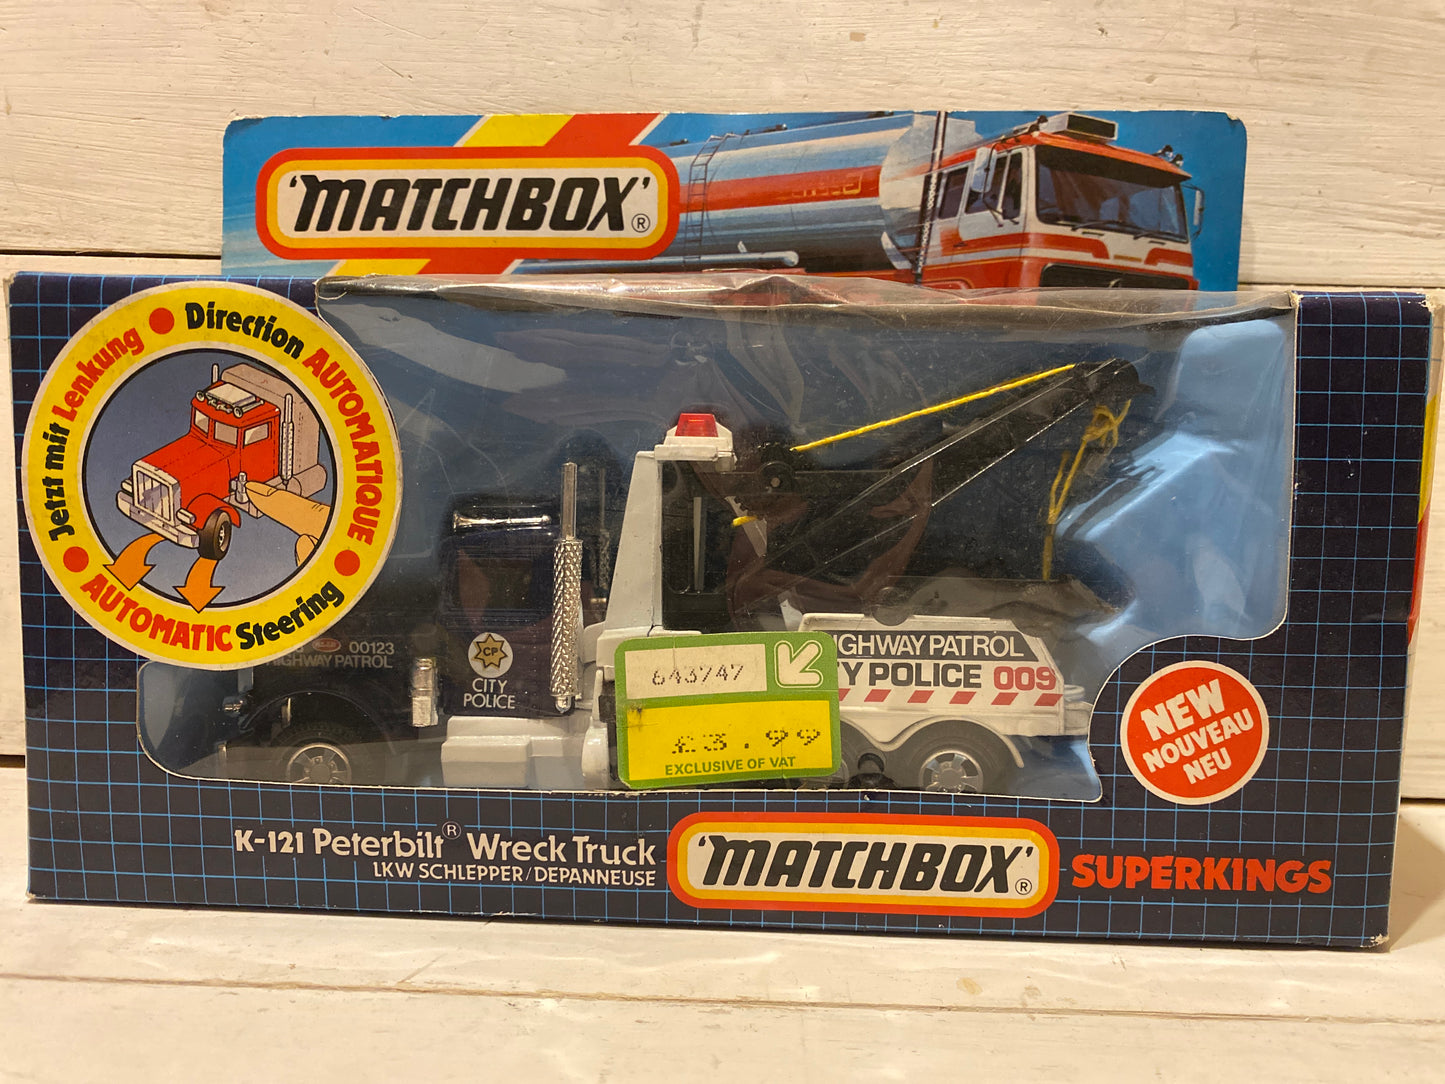 'MATCHBOX'®
Direction AUTOMATIQUE
Jetzt mit Lenkung
AUTOMATIC Steering
00123
HIGHWAY PATROL
CP
CITY
POLICE
HIGHWAY PATROL
CITY POLICE 009
643747
£3.99
EXCLUSIVE OF VAT
NEW
NOUVEAU
NEU
K-121 Peterbilt® Wreck Truck
LKW SCHLEPPER/DEPANNEUSE
'MATCHBOX'®
SUPERKINGS